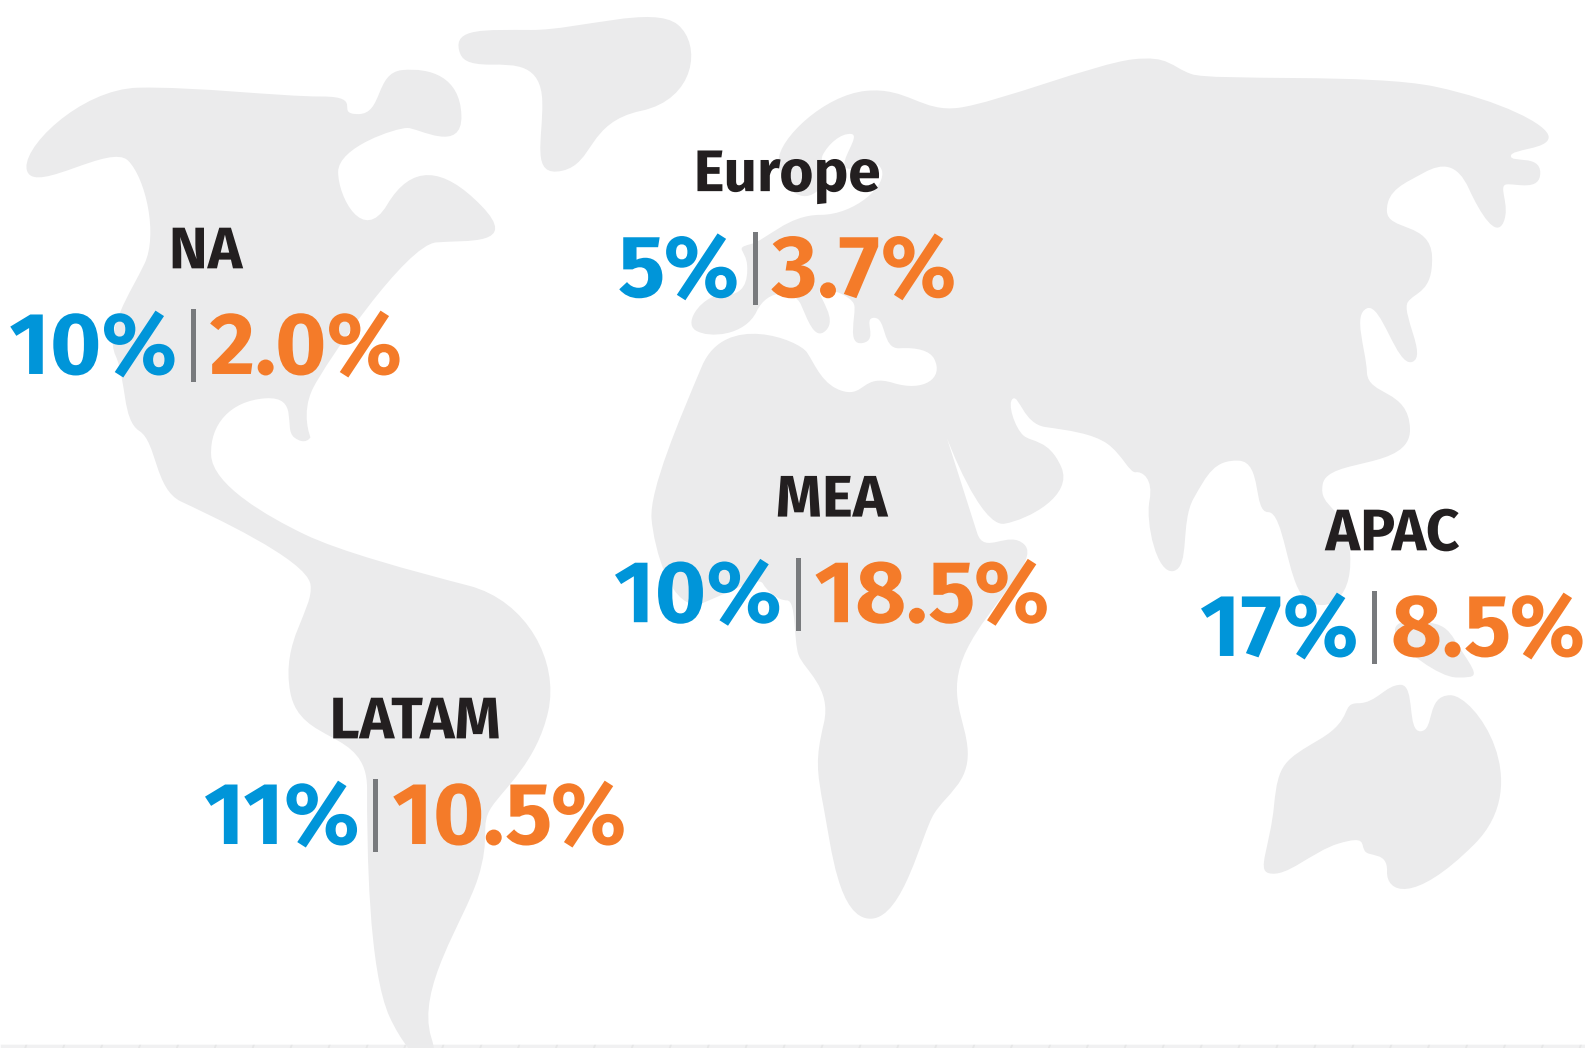 Europe
5% | 3.7%
NA
10% | 2.0%
MEA
10% | 18.5%
APAC
17% | 8.5%
LATAM
11% | 10.5%